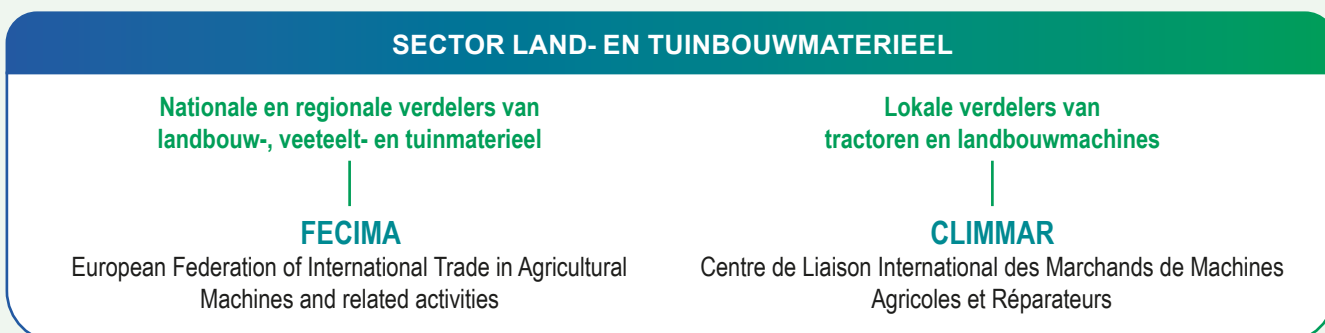 SECTOR LAND- EN TUINBOUWMATERIEEL
Nationale en regionale verdelers van
landbouw-, veeteelt- en tuinmaterieel
FECIMA
European Federation of International Trade in Agricultural
Machines and related activities
Lokale verdelers van
tractoren en landbouwmachines
CLIMMAR
Centre de Liaison International des Marchands de Machines
Agricoles et Réparateurs